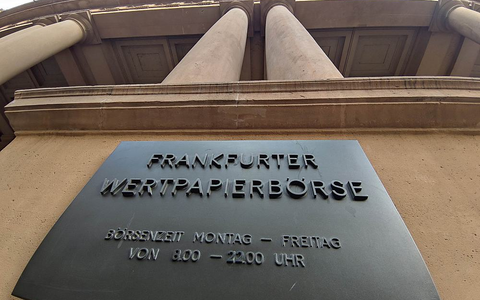 FRANKFURTER
WERTPAPIERBÖRSE
BÖRSENZEIT MONTAG – FREITAG
VON 8.00 – 22.00 UHR